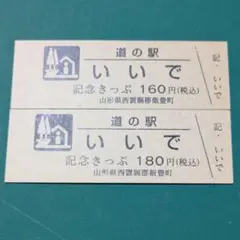 道の駅
いいで
記念きっぷ 160円(税込)
山形県西置賜郡飯豊町
記・いいで
道の駅
いいで
記念きっぷ 180円(税込)
山形県西置賜郡飯豊町
記・いいで